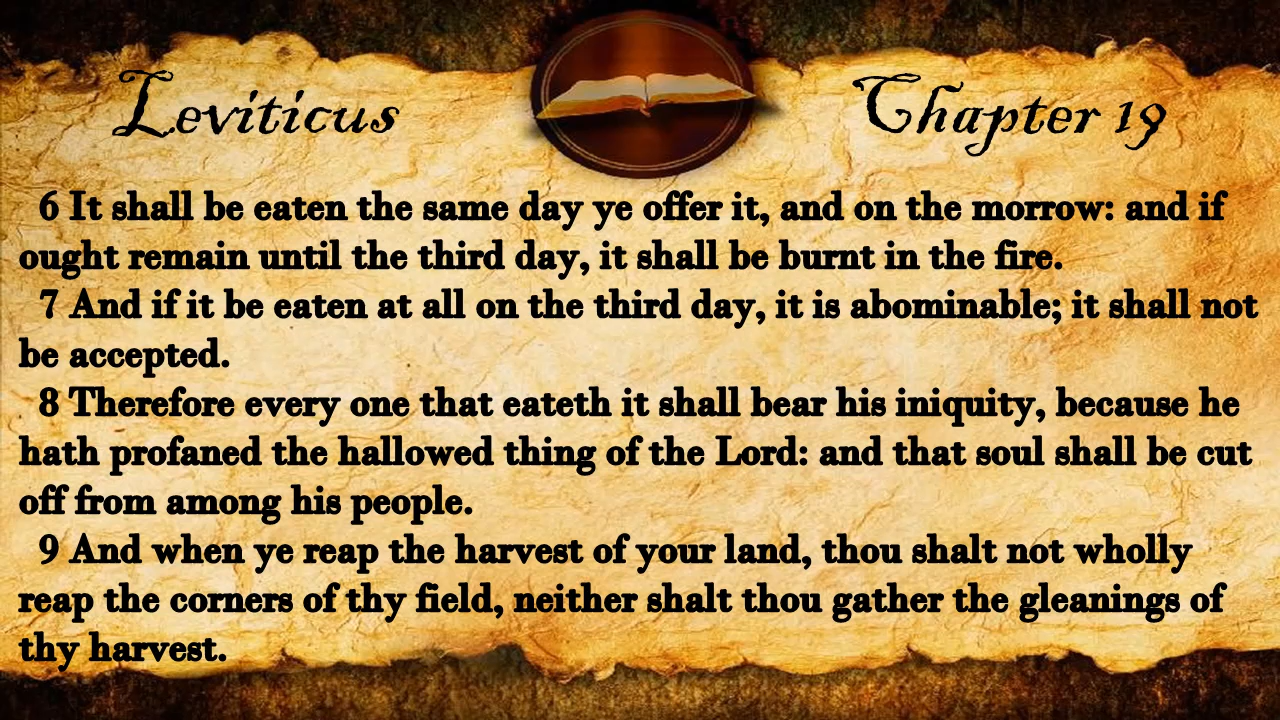 Leviticus
Chapter 19
6 It shall be eaten the same day ye offer it, and on the morrow: and if
ought remain until the third day, it shall be burnt in the fire.
7 And if it be eaten at all on the third day, it is abominable; it shall not
be accepted.
8 Therefore every one that eateth it shall bear his iniquity, because he
hath profaned the hallowed thing of the Lord: and that soul shall be cut
off from among his people.
9 And when ye reap the harvest of your land, thou shalt not wholly
reap the corners of thy field, neither shalt thou gather the gleanings of
thy harvest.